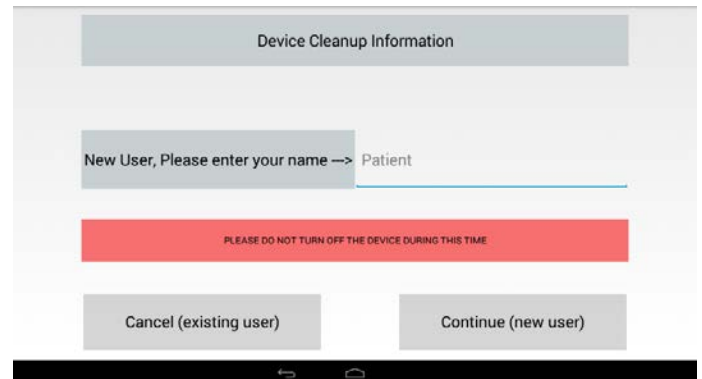 Device Cleanup Information
New User, Please enter your name ---> Patient
PLEASE DO NOT TURN OFF THE DEVICE DURING THIS TIME
Cancel (existing user) Continue (new user)